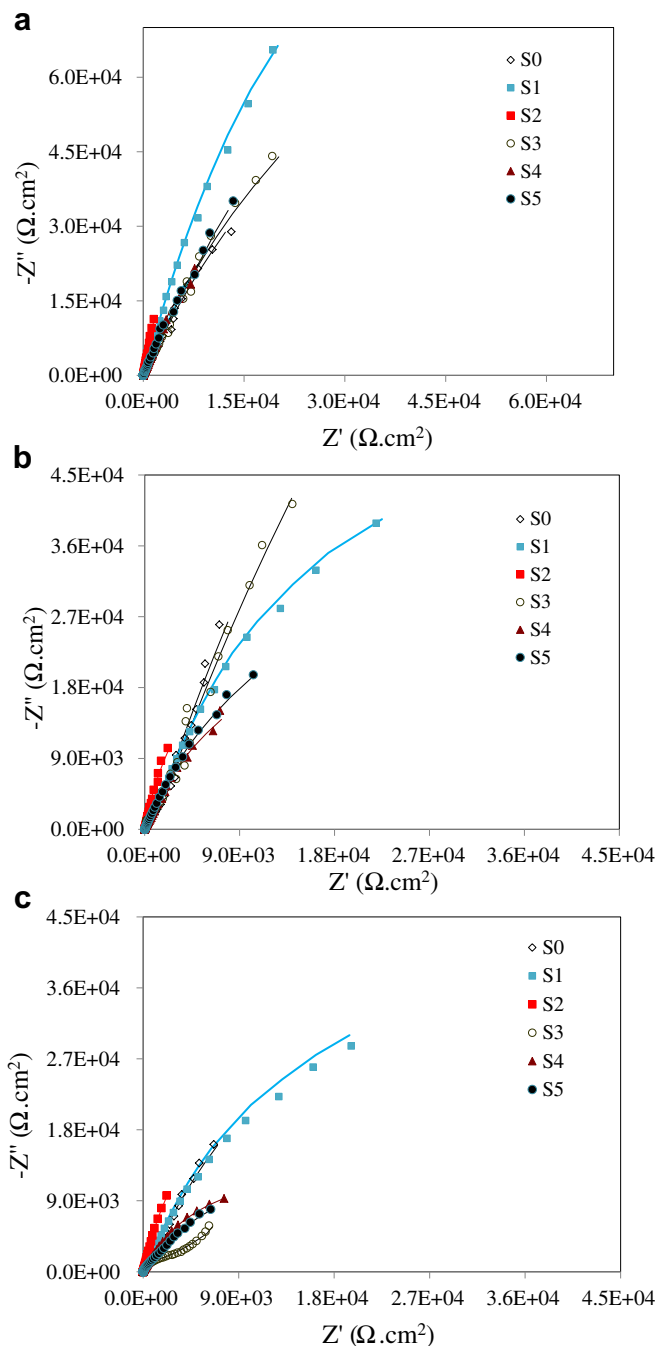 a
6.0E+04
4.5E+04
3.0E+04
1.5E+04
0.0E+00
-Z" (Ω.cm²)
0.0E+00 1.5E+04 3.0E+04 4.5E+04 6.0E+04
Z' (Ω.cm²)
S0
S1
S2
S3
S4
S5
b
4.5E+04
3.6E+04
2.7E+04
1.8E+04
9.0E+03
0.0E+00
-Z" (Ω.cm²)
0.0E+00 9.0E+03 1.8E+04 2.7E+04 3.6E+04 4.5E+04
Z' (Ω.cm²)
S0
S1
S2
S3
S4
S5
c
4.5E+04
3.6E+04
2.7E+04
1.8E+04
9.0E+03
0.0E+00
-Z" (Ω.cm²)
0.0E+00 9.0E+03 1.8E+04 2.7E+04 3.6E+04 4.5E+04
Z' (Ω.cm²)
S0
S1
S2
S3
S4
S5